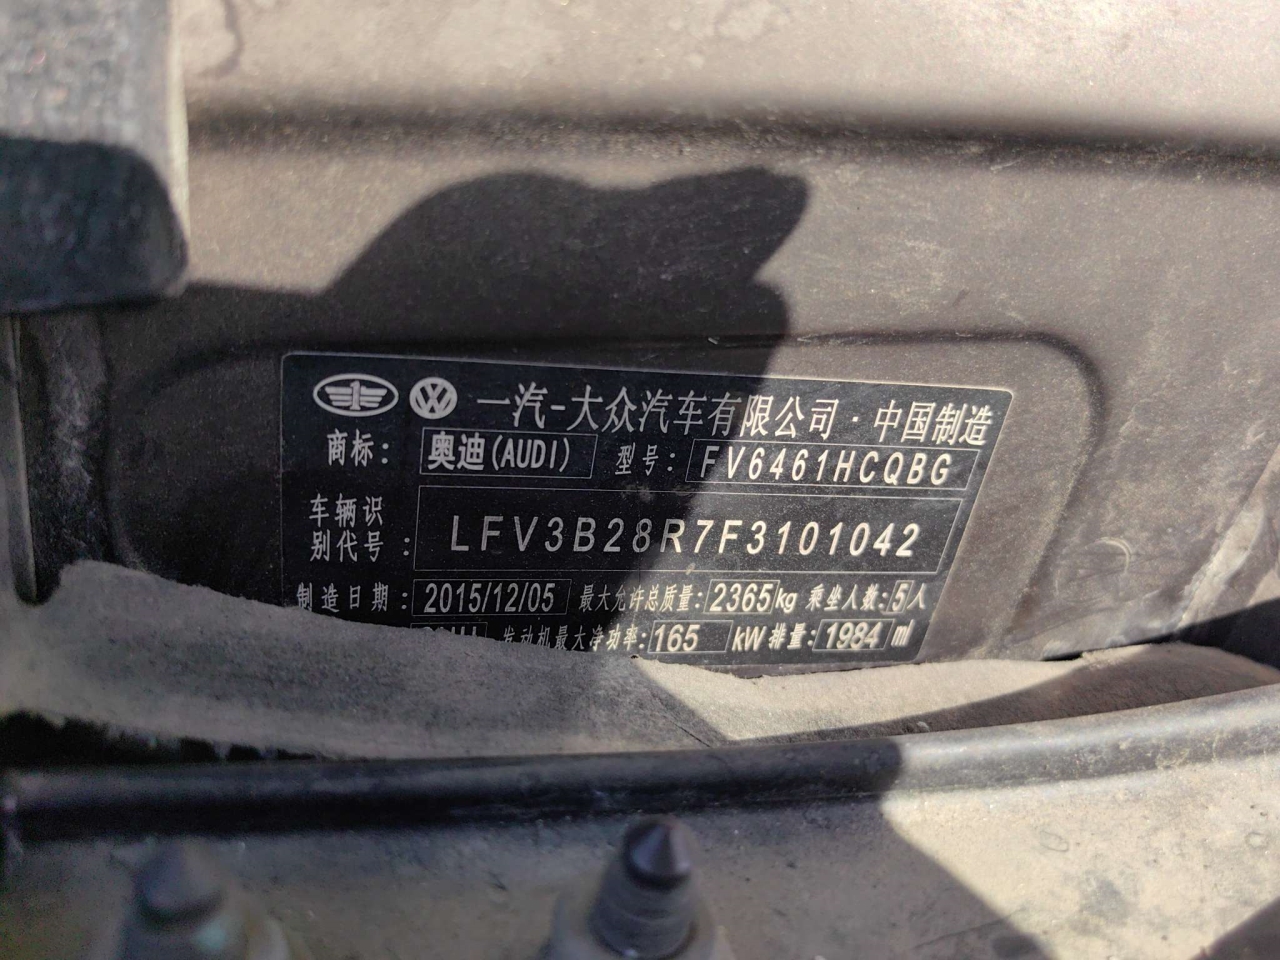 一汽-大众汽车有限公司·中国制造
商标: 奥迪(AUDI) 型号: FV6461HCQBG
车辆识别代号: LFV3B28R7F3101042
制造日期: 2015/12/05 最大允许总质量: 2365kg 乘坐人数: 5人
发动机最大净功率: 165 kW 排量: 1984 ml